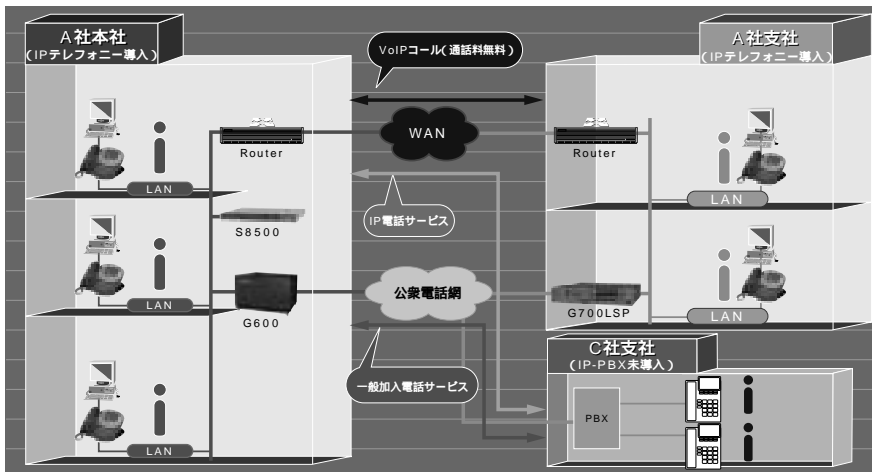 A社本社
(IPテレフォニー導入)
VoIPコール(通話料無料)
A社支社
(IPテレフォニー導入)
WAN
Router
Router
LAN
LAN
IP電話サービス
S8500
公衆電話網
G600
G700LSP
LAN
LAN
C社支社
(IP-PBX未導入)
一般加入電話サービス
PBX
LAN